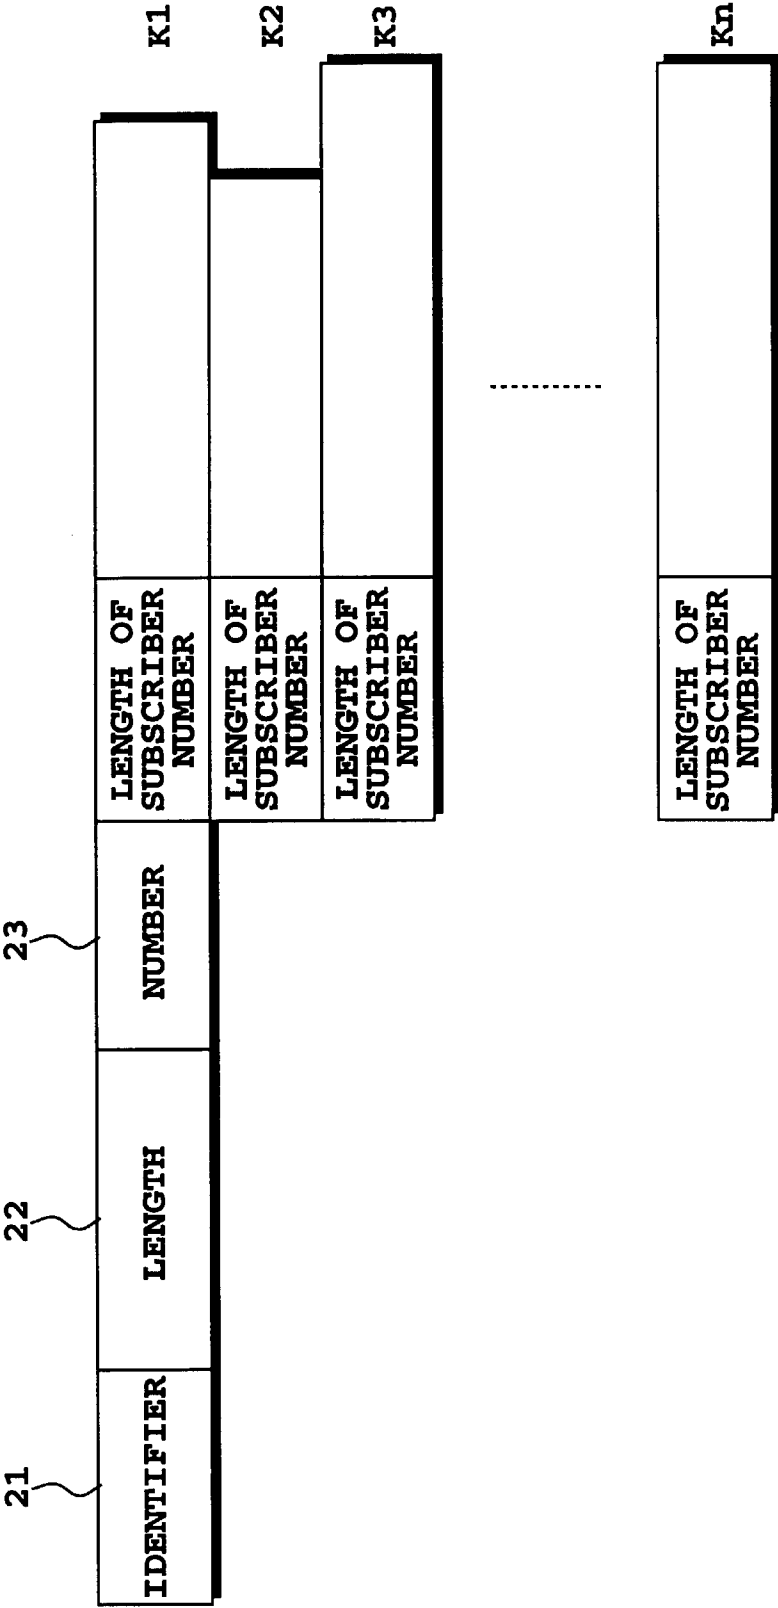 21
22
23
IDENTIFIER
LENGTH
NUMBER
LENGTH OF
SUBSCRIBER
NUMBER
K1
LENGTH OF
SUBSCRIBER
NUMBER
K2
LENGTH OF
SUBSCRIBER
NUMBER
K3
LENGTH OF
SUBSCRIBER
NUMBER
Kn